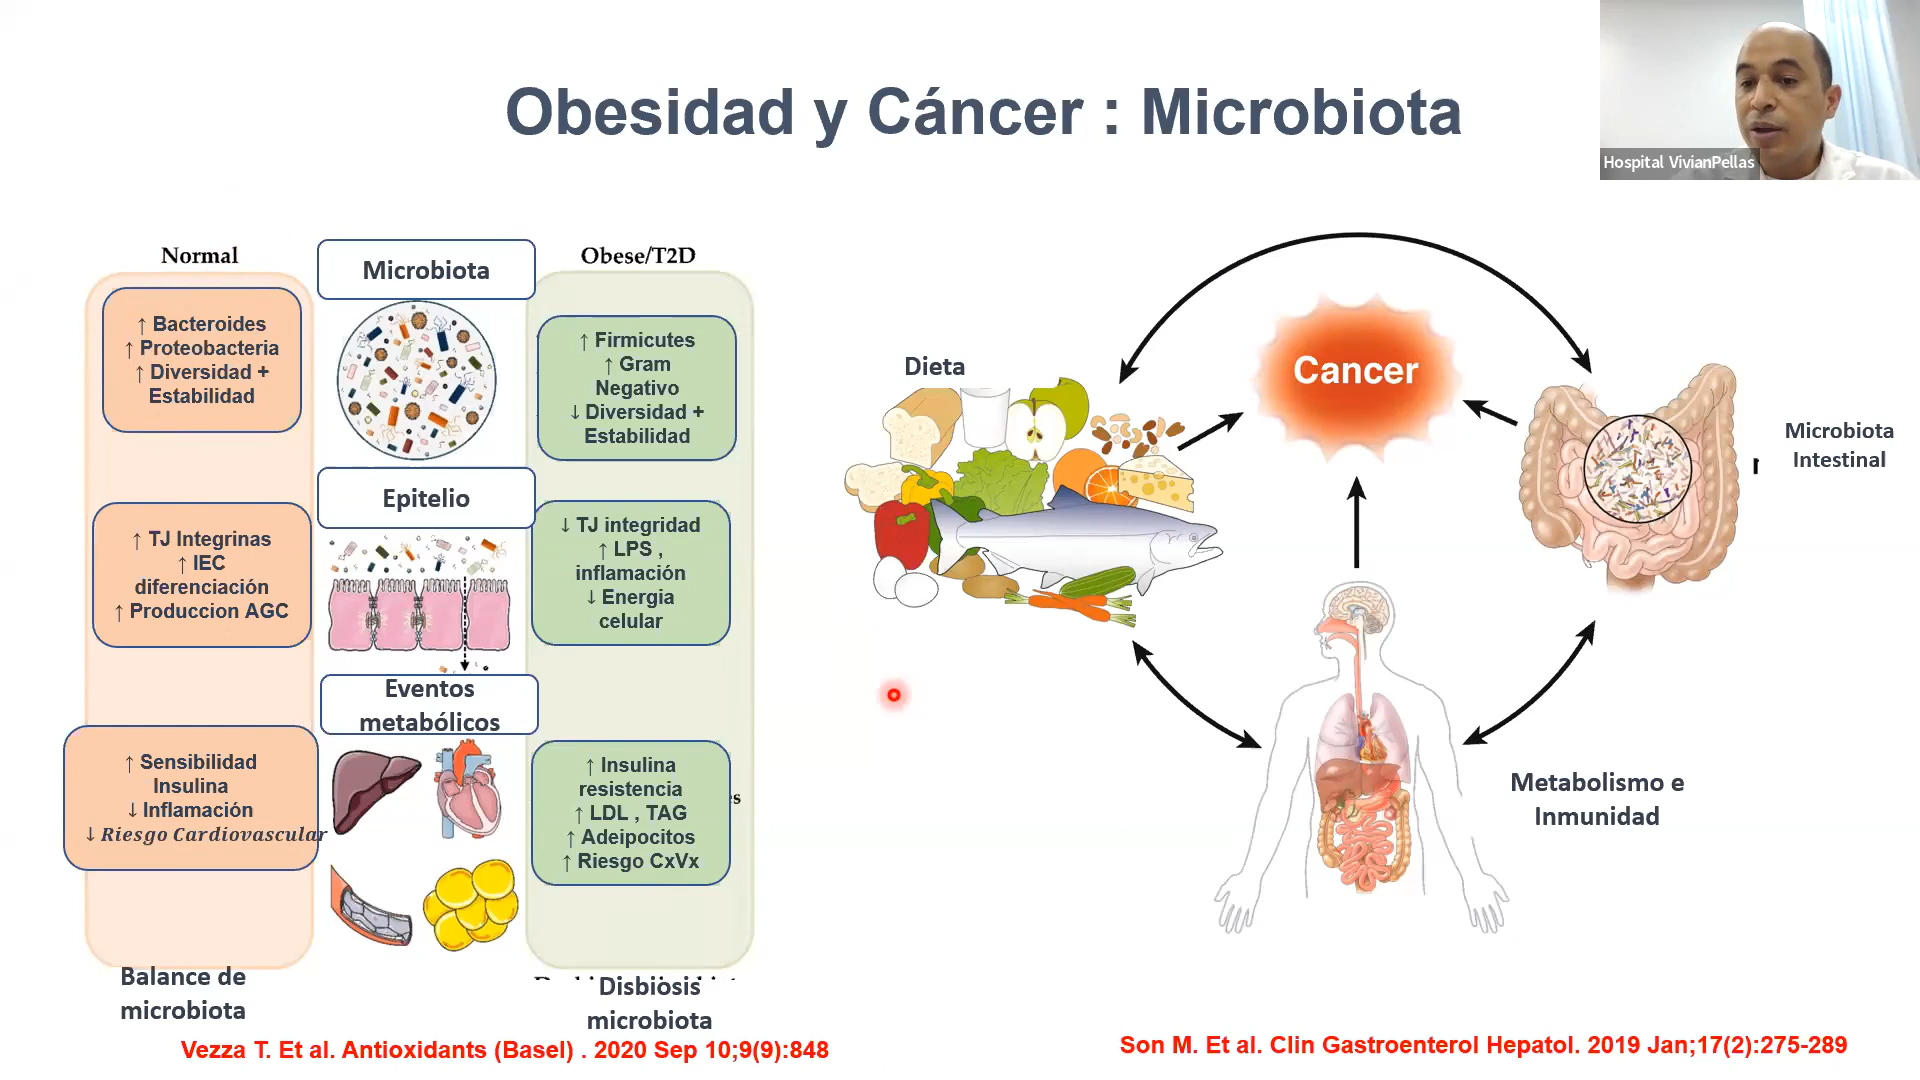 Obesidad y Cáncer : Microbiota
Hospital VivianPellas
Normal
Microbiota
Obese/T2D
↑ Bacteroides
↑ Proteobacteria
↑ Diversidad +
Estabilidad
↑ Firmicutes
↑ Gram
Negativo
↓ Diversidad +
Estabilidad
Epitelio
↑ TJ Integrinas
↑ IEC
diferenciación
↑ Produccion AGC
↓ TJ integridad
↑ LPS ,
inflamación
↓ Energia
celular
Eventos
metabólicos
↑ Sensibilidad
Insulina
↓ Inflamación
↓ Riesgo Cardiovascular
↑ Insulina
resistencia
↑ LDL , TAG
↑ Adeipocitos
↑ Riesgo CxVx
Balance de
microbiota
Disbiosis
microbiota
Vezza T. Et al. Antioxidants (Basel) . 2020 Sep 10;9(9):848
Dieta
Cancer
Microbiota
Intestinal
Metabolismo e
Inmunidad
Son M. Et al. Clin Gastroenterol Hepatol. 2019 Jan;17(2):275-289